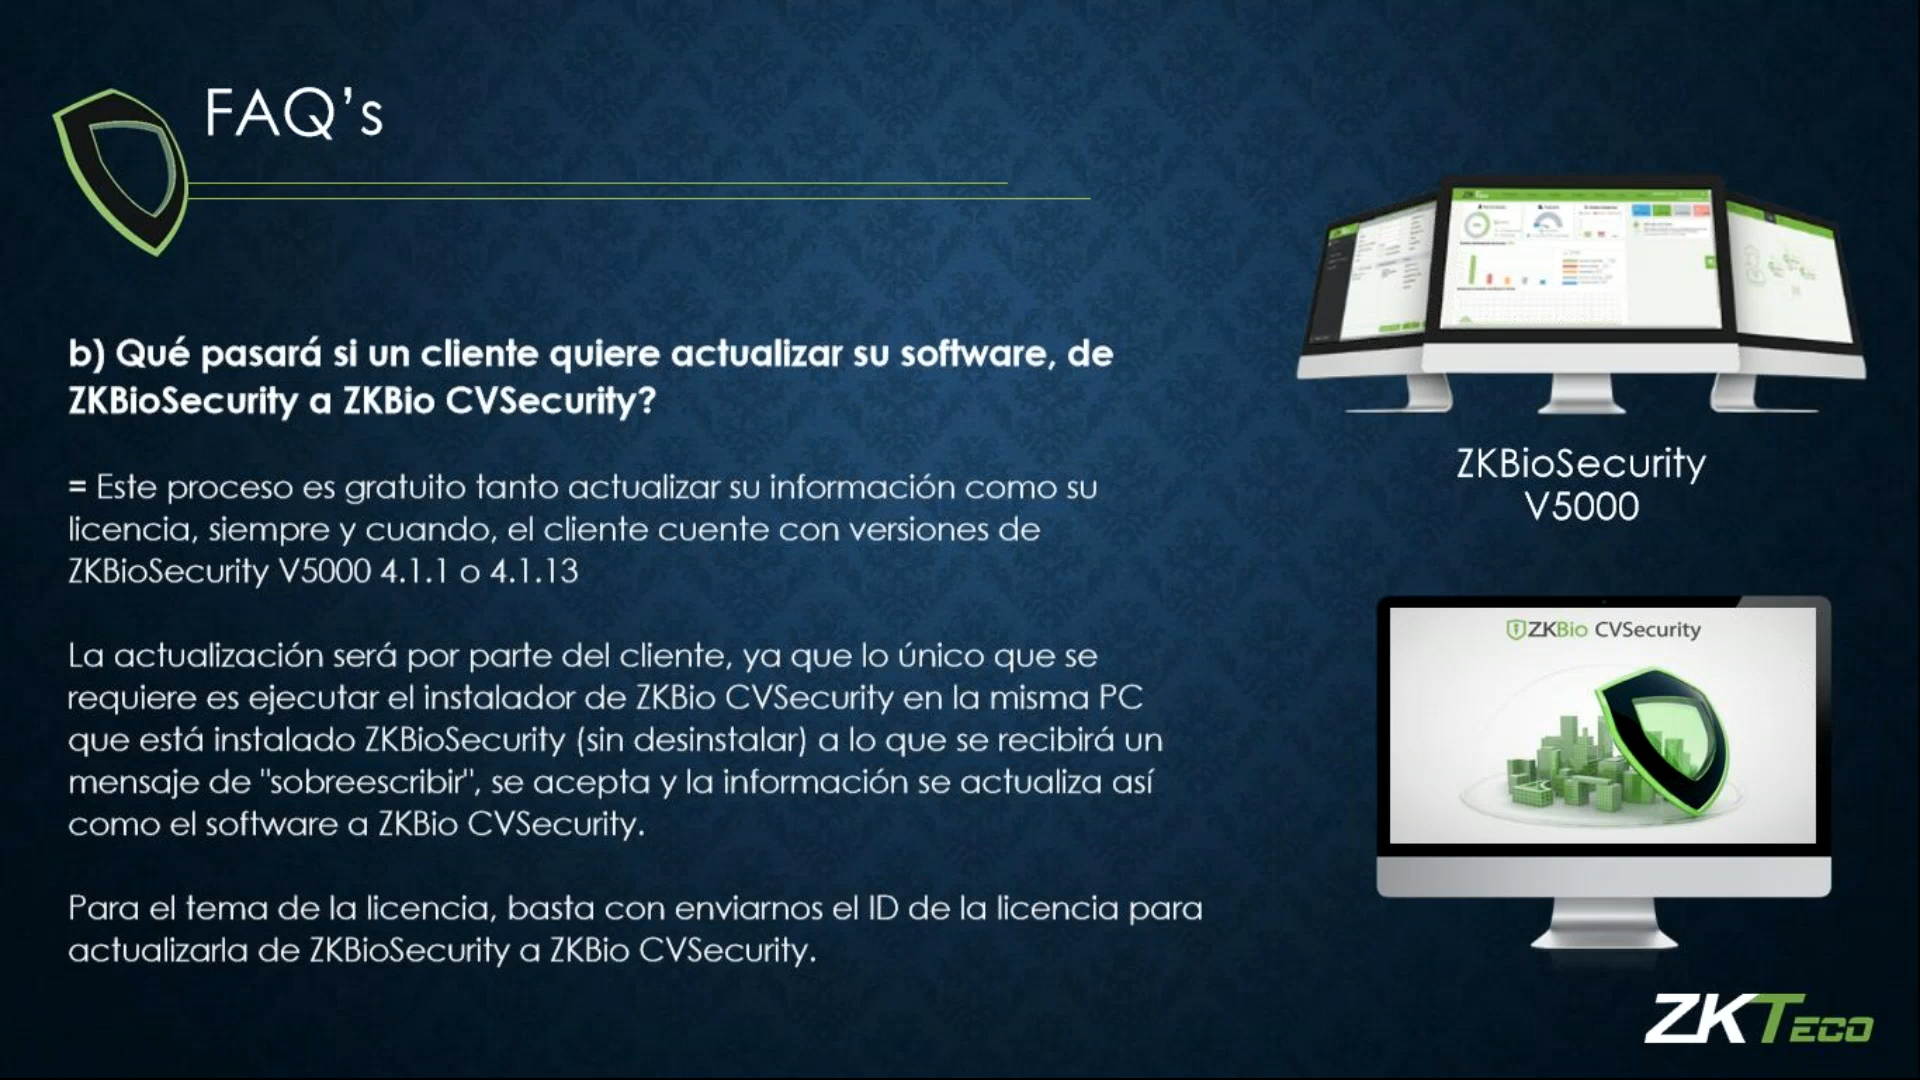 FAQ's
b) Qué pasará si un cliente quiere actualizar su software, de
ZKBioSecurity a ZKBio CVSecurity?
= Este proceso es gratuito tanto actualizar su información como su
licencia, siempre y cuando, el cliente cuente con versiones de
ZKBioSecurity V5000 4.1.1 o 4.1.13
La actualización será por parte del cliente, ya que lo único que se
requiere es ejecutar el instalador de ZKBio CVSecurity en la misma PC
que está instalado ZKBioSecurity (sin desinstalar) a lo que se recibirá un
mensaje de "sobreescribir", se acepta y la información se actualiza así
como el software a ZKBio CVSecurity.
Para el tema de la licencia, basta con enviarnos el ID de la licencia para
actualizarla de ZKBioSecurity a ZKBio CVSecurity.
ZKBioSecurity
V5000
ZKBio CVSecurity
ZKTECO